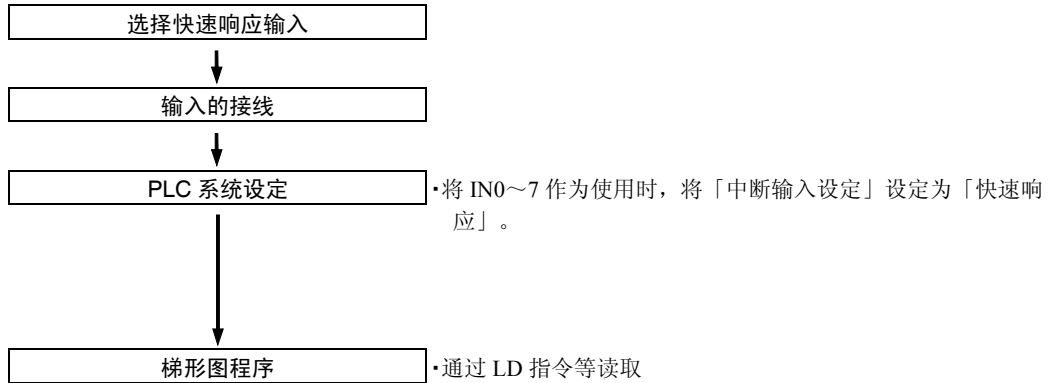 选择快速响应输入
输入的接线
PLC 系统设定
·将 IN0～7 作为使用时，将「中断输入设定」设定为「快速响
应」。
梯形图程序
·通过 LD 指令等读取